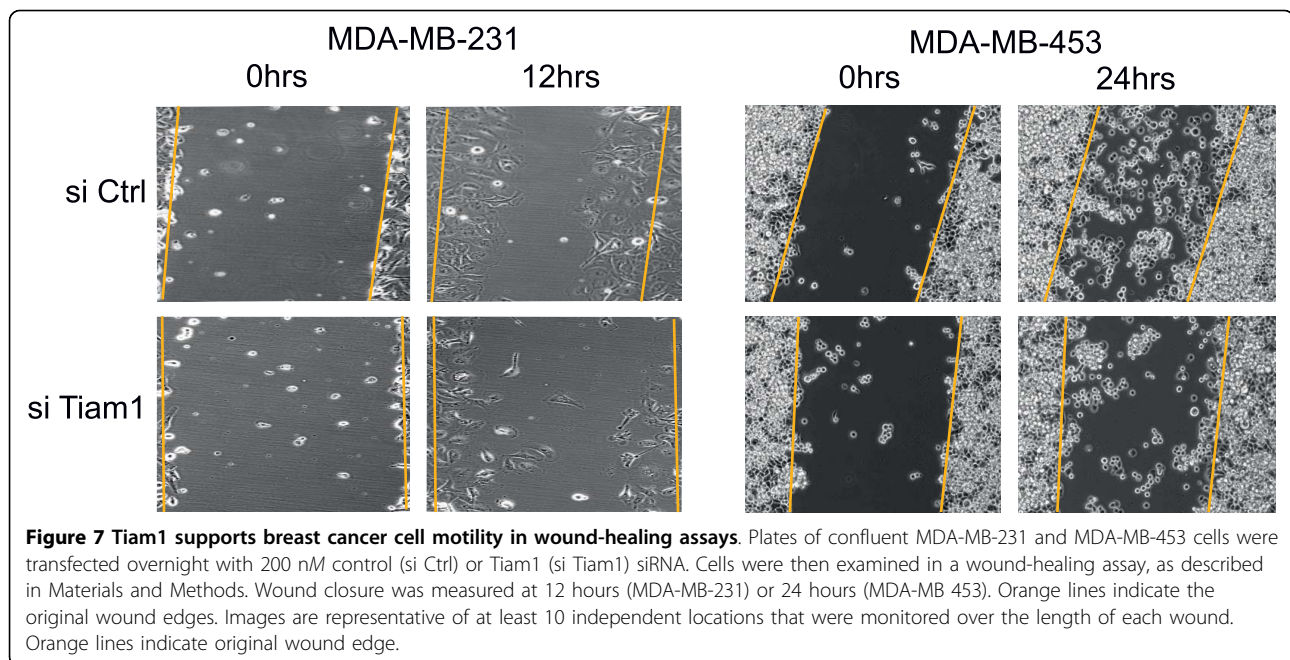 MDA-MB-231 MDA-MB-453
0hrs 12hrs 0hrs 24hrs
si Ctrl
si Tiam1
Figure 7 Tiam1 supports breast cancer cell motility in wound-healing assays. Plates of confluent MDA-MB-231 and MDA-MB-453 cells were
transfected overnight with 200 nM control (si Ctrl) or Tiam1 (si Tiam1) siRNA. Cells were then examined in a wound-healing assay, as described
in Materials and Methods. Wound closure was measured at 12 hours (MDA-MB-231) or 24 hours (MDA-MB 453). Orange lines indicate the
original wound edges. Images are representative of at least 10 independent locations that were monitored over the length of each wound.
Orange lines indicate original wound edge.